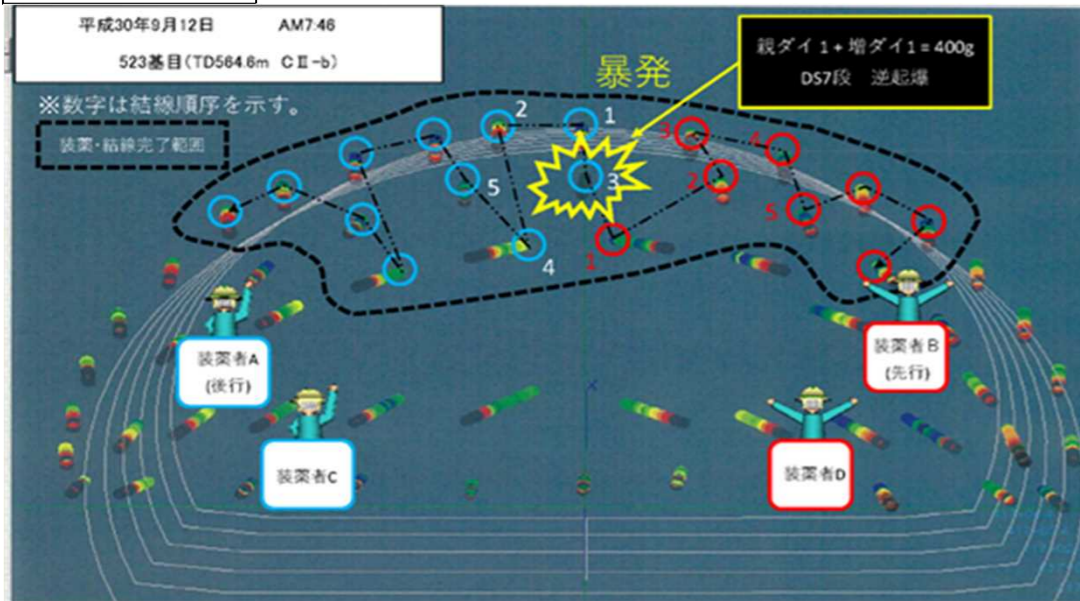 平成30年9月12日 AM7:46
523基目(TD564.6m CⅡ-b)
※数字は結線順序を示す。
装薬・結線完了範囲
暴発
親ダイ1+増ダイ1=400g
DS7段 逆起爆
2
1
3
4
5
3
2
5
4
1
装薬者A
(後行)
装薬者B
(先行)
装薬者C
装薬者D
X